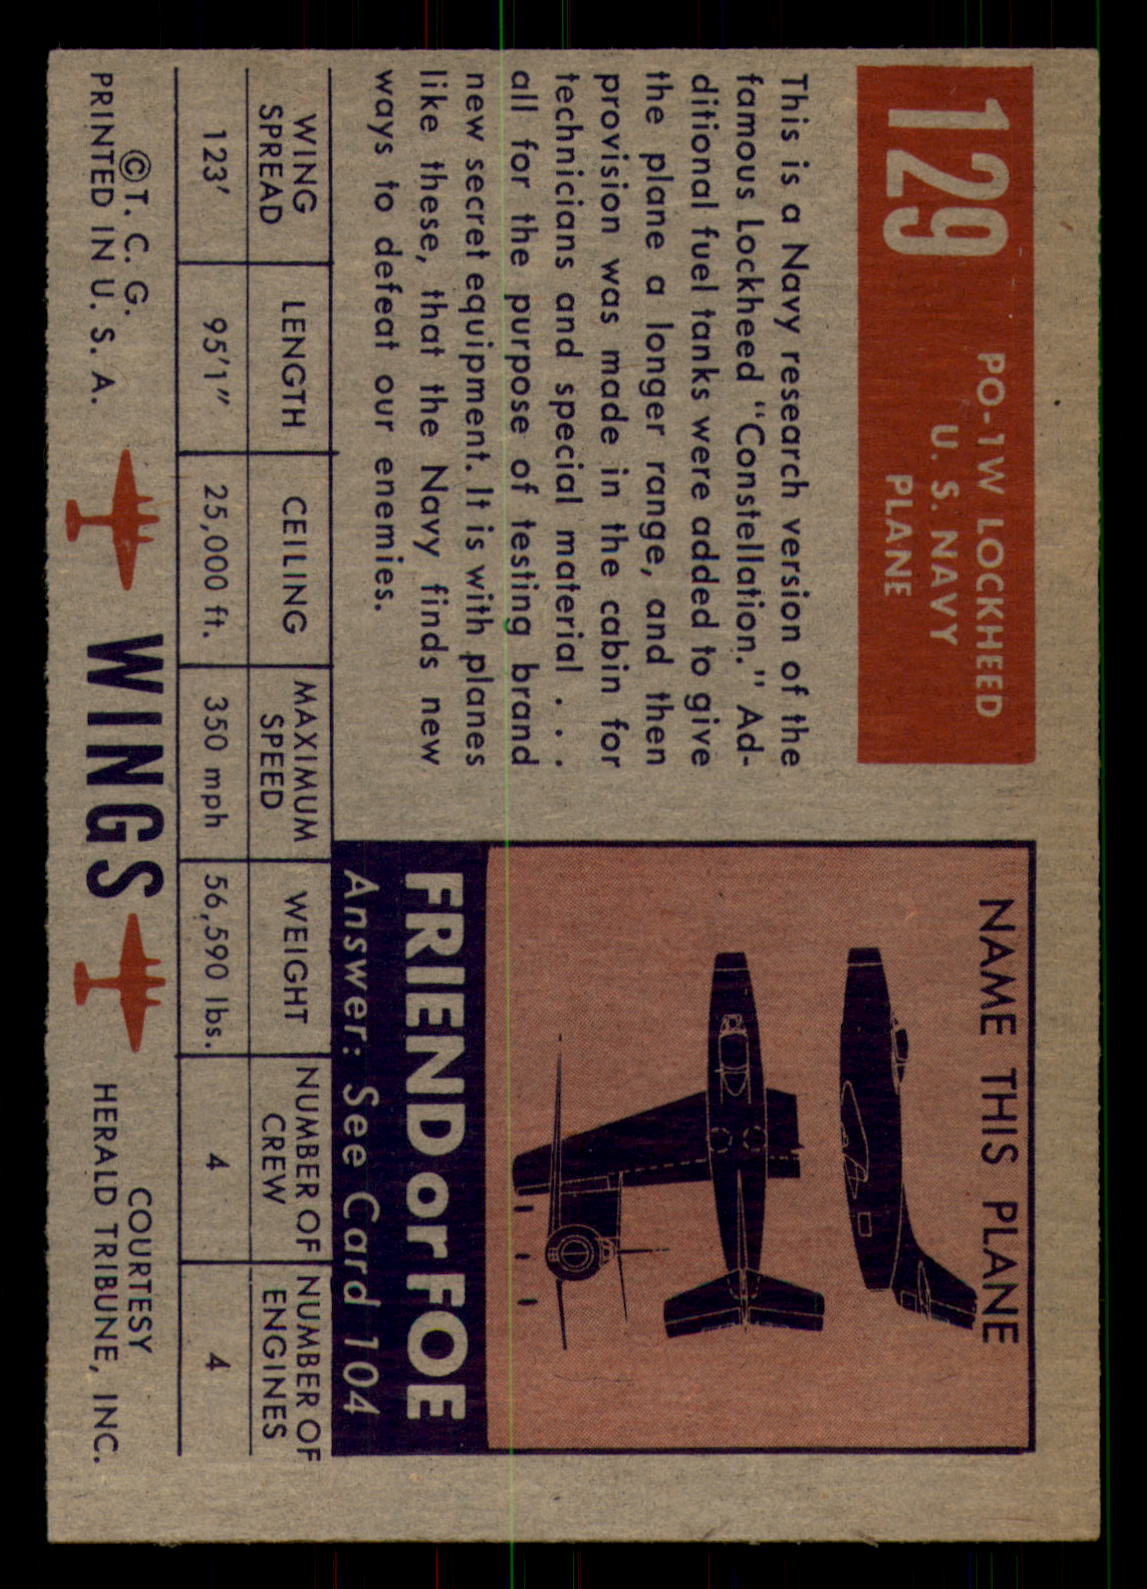 129
PO-1W LOCKHEED
U. S. NAVY
PLANE
This is a Navy research version of the
famous Lockheed “Constellation.” Ad-
ditional fuel tanks were added to give
the plane a longer range, and then
provision was made in the cabin for
technicians and special material . . .
all for the purpose of testing brand
new secret equipment. It is with planes
like these, that the Navy finds new
ways to defeat our enemies.
NAME THIS PLANE
FRIEND or FOE
Answer: See Card 104
WING SPREAD LENGTH CEILING MAXIMUM SPEED WEIGHT NUMBER OF CREW NUMBER OF ENGINES
123' 95'1" 25,000 ft. 350 mph 56,590 lbs. 4 4
©T. C. G.
PRINTED IN U. S. A.
WINGS
COURTESY
HERALD TRIBUNE, INC.